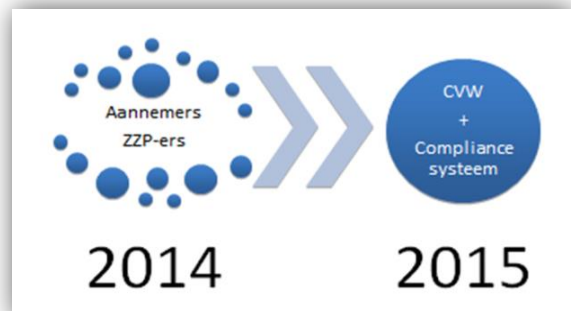 Aannemers
ZZP-ers
CVW
+
Compliance
systeem
2014
2015